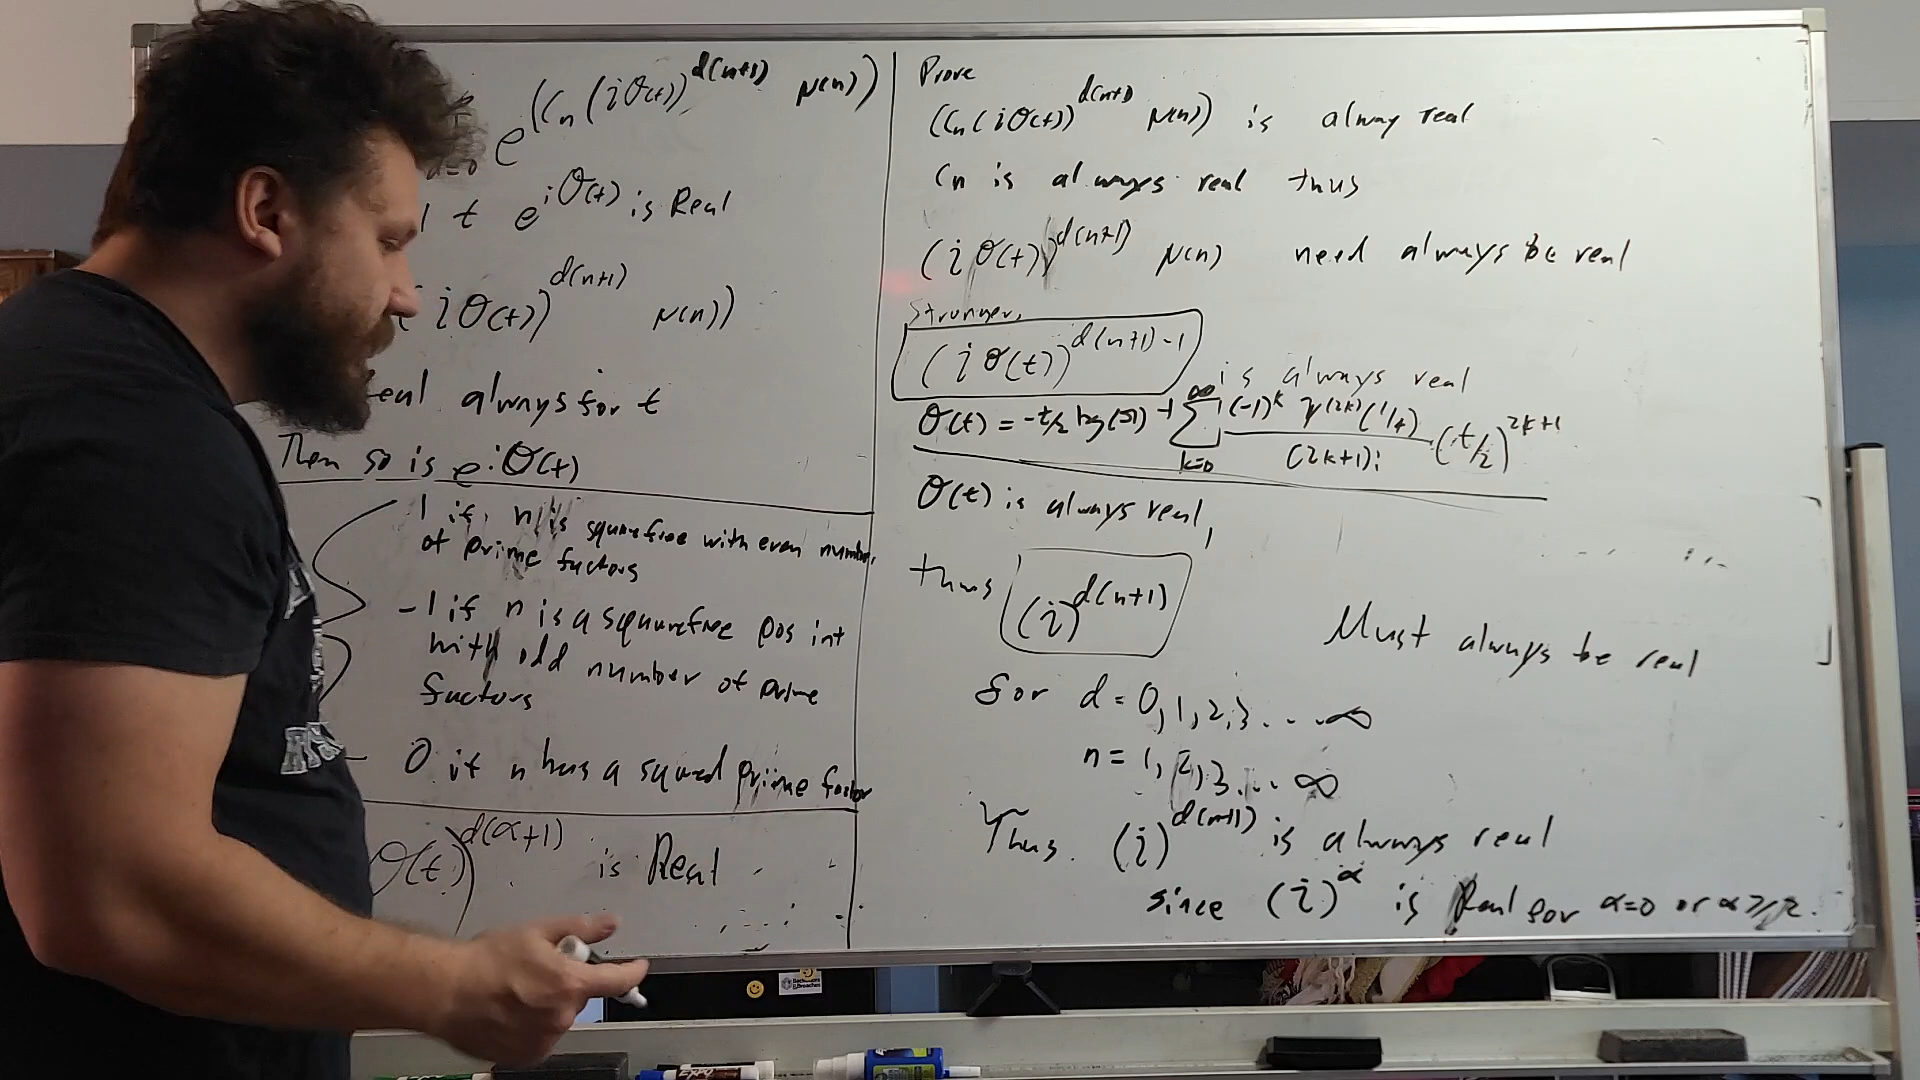 e^(Cn(iθ(t))^d(n+1) μ(n))
n=0
t e^iθ(t) is Real
(iθ(t))^d(n+1) μ(n))
eal always for t
Then so is e^iθ(t)
1 if n is squarefree with even number
of prime factors
-1 if n is a squarefree pos int
with odd number of prime
factors
0 if n has a squared prime factor
θ(t))^d(α+1) is Real
Prove
(Cn(iθ(t))^d(n+1) μ(n)) is alway real
Cn is always real thus
(iθ(t))^d(n+1) μ(n) need always be real
Stronger,
(iθ(t))^d(n+1)-1
is always real
θ(t) = -t/2 log(π) + ∑ k=0 ∞ (-1)^k ψ^(2k)(1/4) / (2k+1)! (t/2)^2k+1
θ(t) is always real,
thus (i)^d(n+1) Must always be real
for d = 0, 1, 2, 3 ... ∞
n = 1, 2, 3 ... ∞
Thus (i)^d(n+1) is always real
since (i)^α is Real for α=0 or α≥2.
EXPO